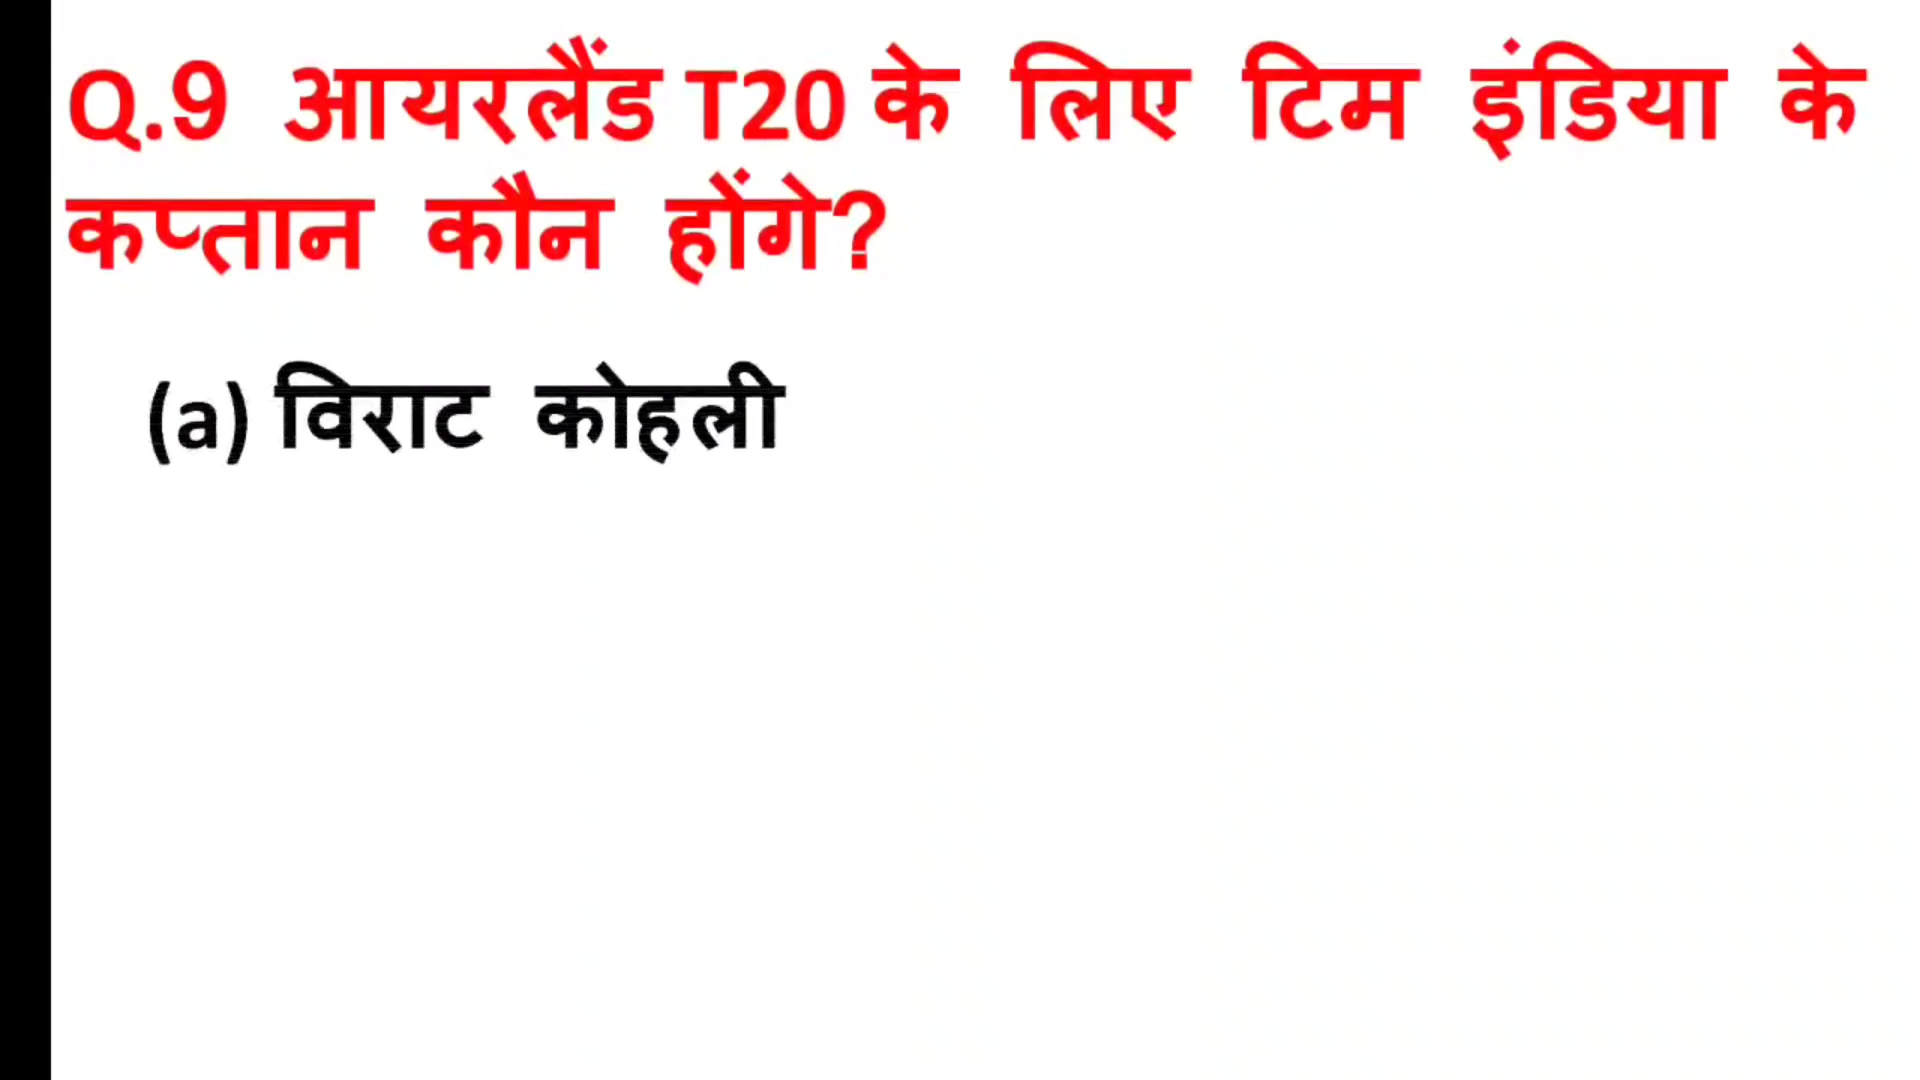 Q.9 आयरलैंड T20 के लिए टिम इंडिया के
कप्तान कौन होंगे?
(a) विराट कोहली